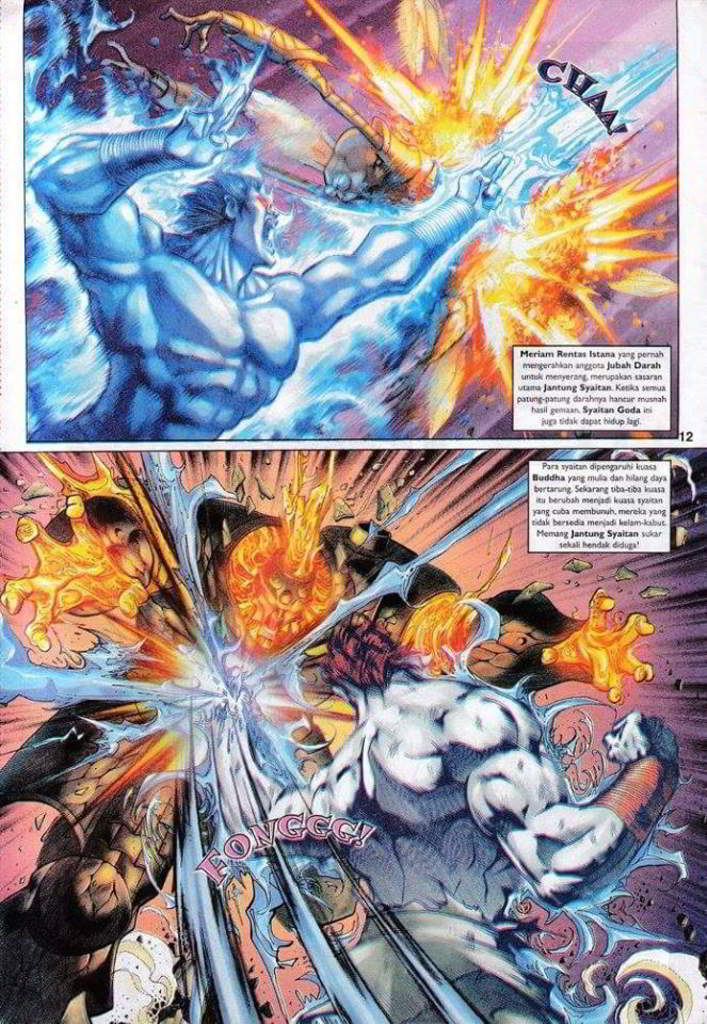 CHAA!
Meriam Rentas Istana yang pernah
mengerahkan anggota Jubah Darah
untuk menyerang, merupakan sasaran
utama Jantung Syaitan. Ketika semua
patung-patung darahnya hancur musnah
hasil gemaan, Syaitan Goda ini
juga tidak dapat hidup lagi.
12
Para syaitan dipengaruhi kuasa
Buddha yang mulia dan hilang daya
bertarung. Sekarang tiba-tiba kuasa
itu berubah menjadi kuasa syaitan
yang cuba membunuh, mereka yang
tidak bersedia menjadi kelam-kabut.
Memang Jantung Syaitan sukar
sekali hendak diduga!
FONGGGG!